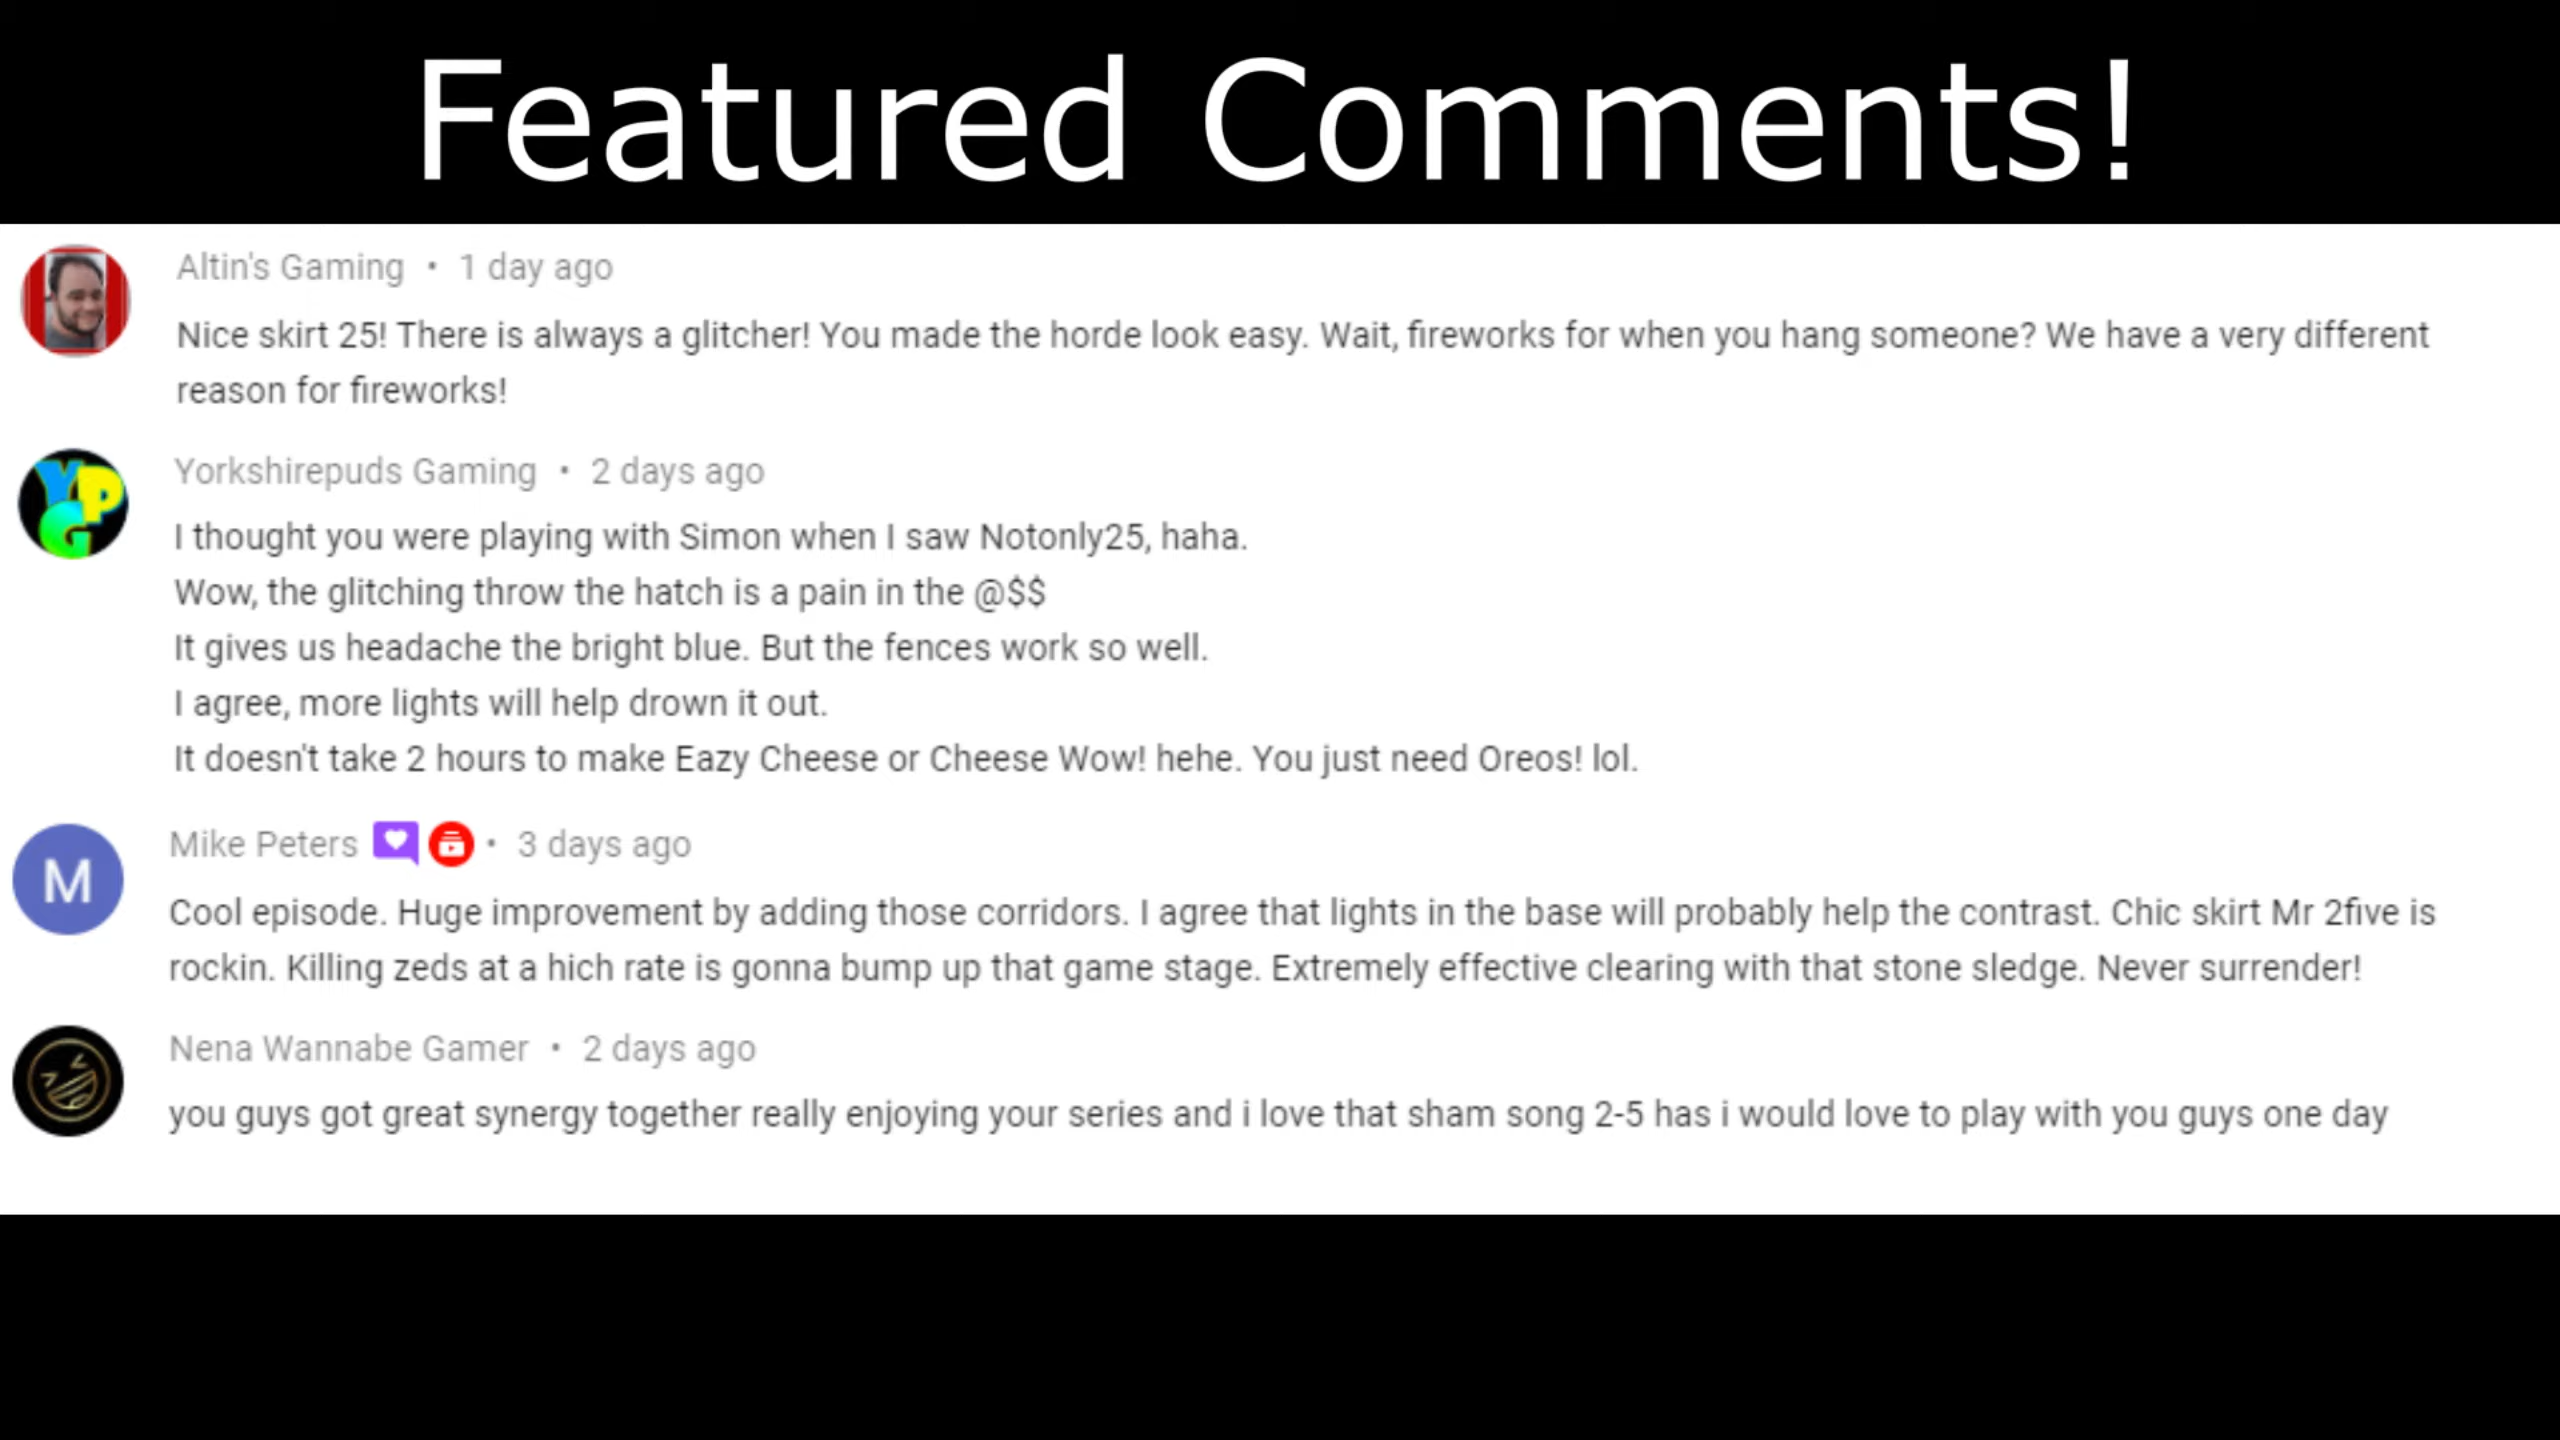 Featured Comments!
Altin's Gaming • 1 day ago
Nice skirt 25! There is always a glitcher! You made the horde look easy. Wait, fireworks for when you hang someone? We have a very different
reason for fireworks!
YPG
Yorkshirepuds Gaming • 2 days ago
I thought you were playing with Simon when I saw Notonly25, haha.
Wow, the glitching throw the hatch is a pain in the @$$
It gives us headache the bright blue. But the fences work so well.
I agree, more lights will help drown it out.
It doesn't take 2 hours to make Eazy Cheese or Cheese Wow! hehe. You just need Oreos! lol.
M
Mike Peters • 3 days ago
Cool episode. Huge improvement by adding those corridors. I agree that lights in the base will probably help the contrast. Chic skirt Mr 2five is
rockin. Killing zeds at a hich rate is gonna bump up that game stage. Extremely effective clearing with that stone sledge. Never surrender!
Nena Wannabe Gamer • 2 days ago
you guys got great synergy together really enjoying your series and i love that sham song 2-5 has i would love to play with you guys one day